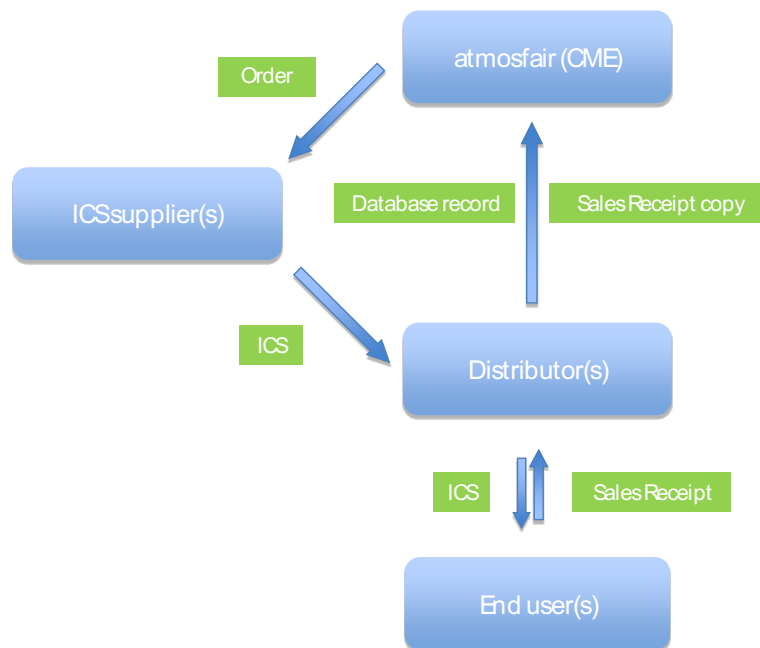 atmosfair (CME)
Order
Database record
Sales Receipt copy
ICSsupplier(s)
ICS
Distributor(s)
ICS
Sales Receipt
End user(s)